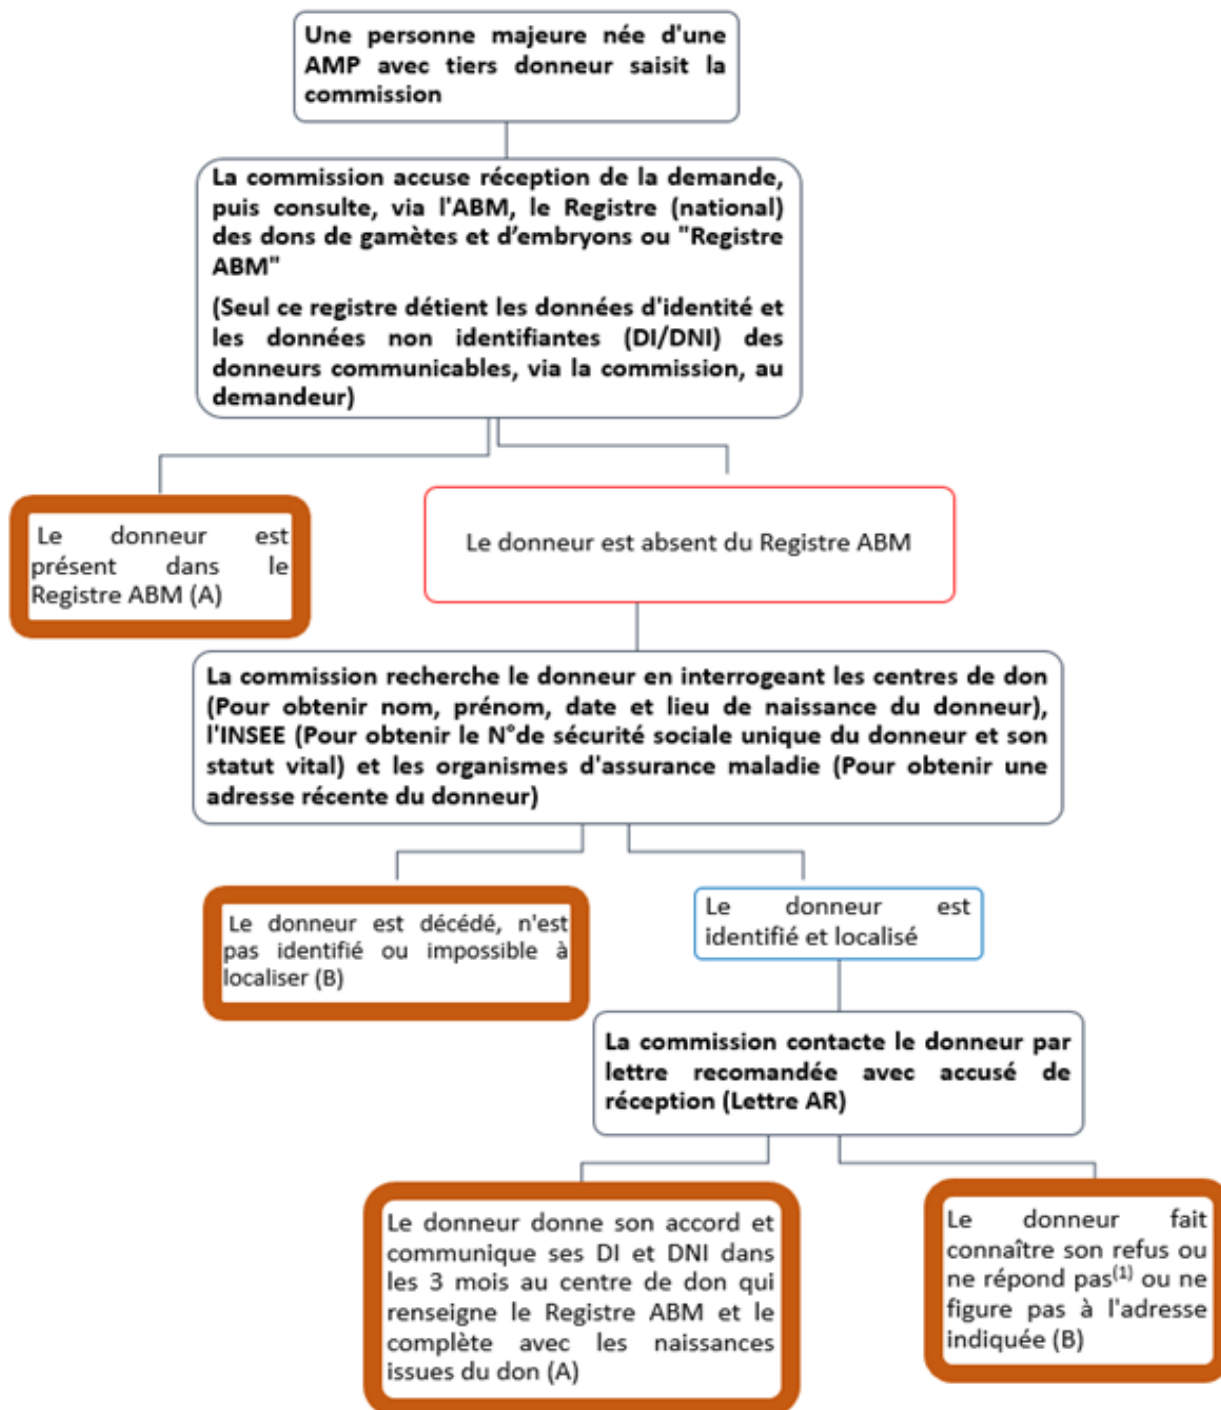 Une personne majeure née d'une
AMP avec tiers donneur saisit la
commission
La commission accuse réception de la demande,
puis consulte, via l'ABM, le Registre (national)
des dons de gamètes et d’embryons ou "Registre
ABM"
(Seul ce registre détient les données d'identité et
les données non identifiantes (DI/DNI) des
donneurs communicables, via la commission, au
demandeur)
Le donneur est
présent dans le
Registre ABM (A)
Le donneur est absent du Registre ABM
La commission recherche le donneur en interrogeant les centres de don
(Pour obtenir nom, prénom, date et lieu de naissance du donneur),
l'INSEE (Pour obtenir le N°de sécurité sociale unique du donneur et son
statut vital) et les organismes d'assurance maladie (Pour obtenir une
adresse récente du donneur)
Le donneur est décédé, n'est
pas identifié ou impossible à
localiser (B)
Le donneur est
identifié et localisé
La commission contacte le donneur par
lettre recomandée avec accusé de
réception (Lettre AR)
Le donneur donne son accord et
communique ses DI et DNI dans
les 3 mois au centre de don qui
renseigne le Registre ABM et le
complète avec les naissances
issues du don (A)
Le donneur fait
connaître son refus ou
ne répond pas(1) ou ne
figure pas à l'adresse
indiquée (B)